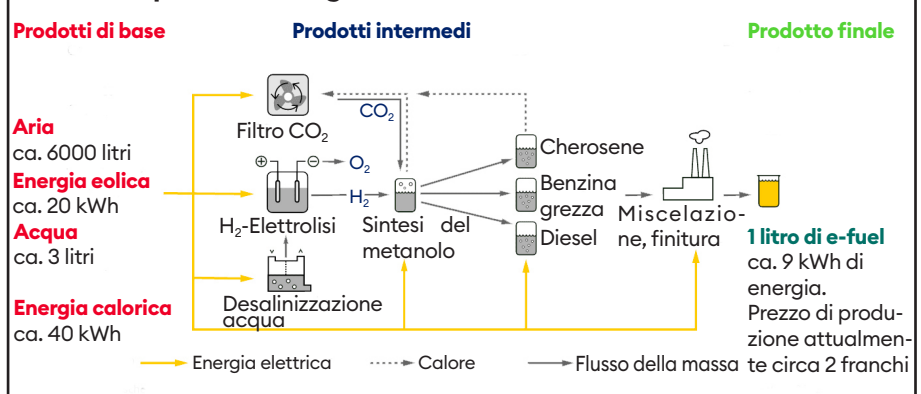 Prodotti di base
Prodotti intermedi
Prodotto finale
Aria
ca. 6000 litri
Energia eolica
ca. 20 kWh
Acqua
ca. 3 litri
Energia calorica
ca. 40 kWh
Filtro CO₂
CO₂
O₂
H₂
H₂-Elettrolisi
Desalinizzazione
acqua
Sintesi del
metanolo
Cherosene
Benzina
grezza
Diesel
Miscelazio-
ne, finitura
1 litro di e-fuel
ca. 9 kWh di
energia.
Prezzo di produ-
zione attualmen-
te circa 2 franchi
Energia elettrica
Calore
Flusso della massa